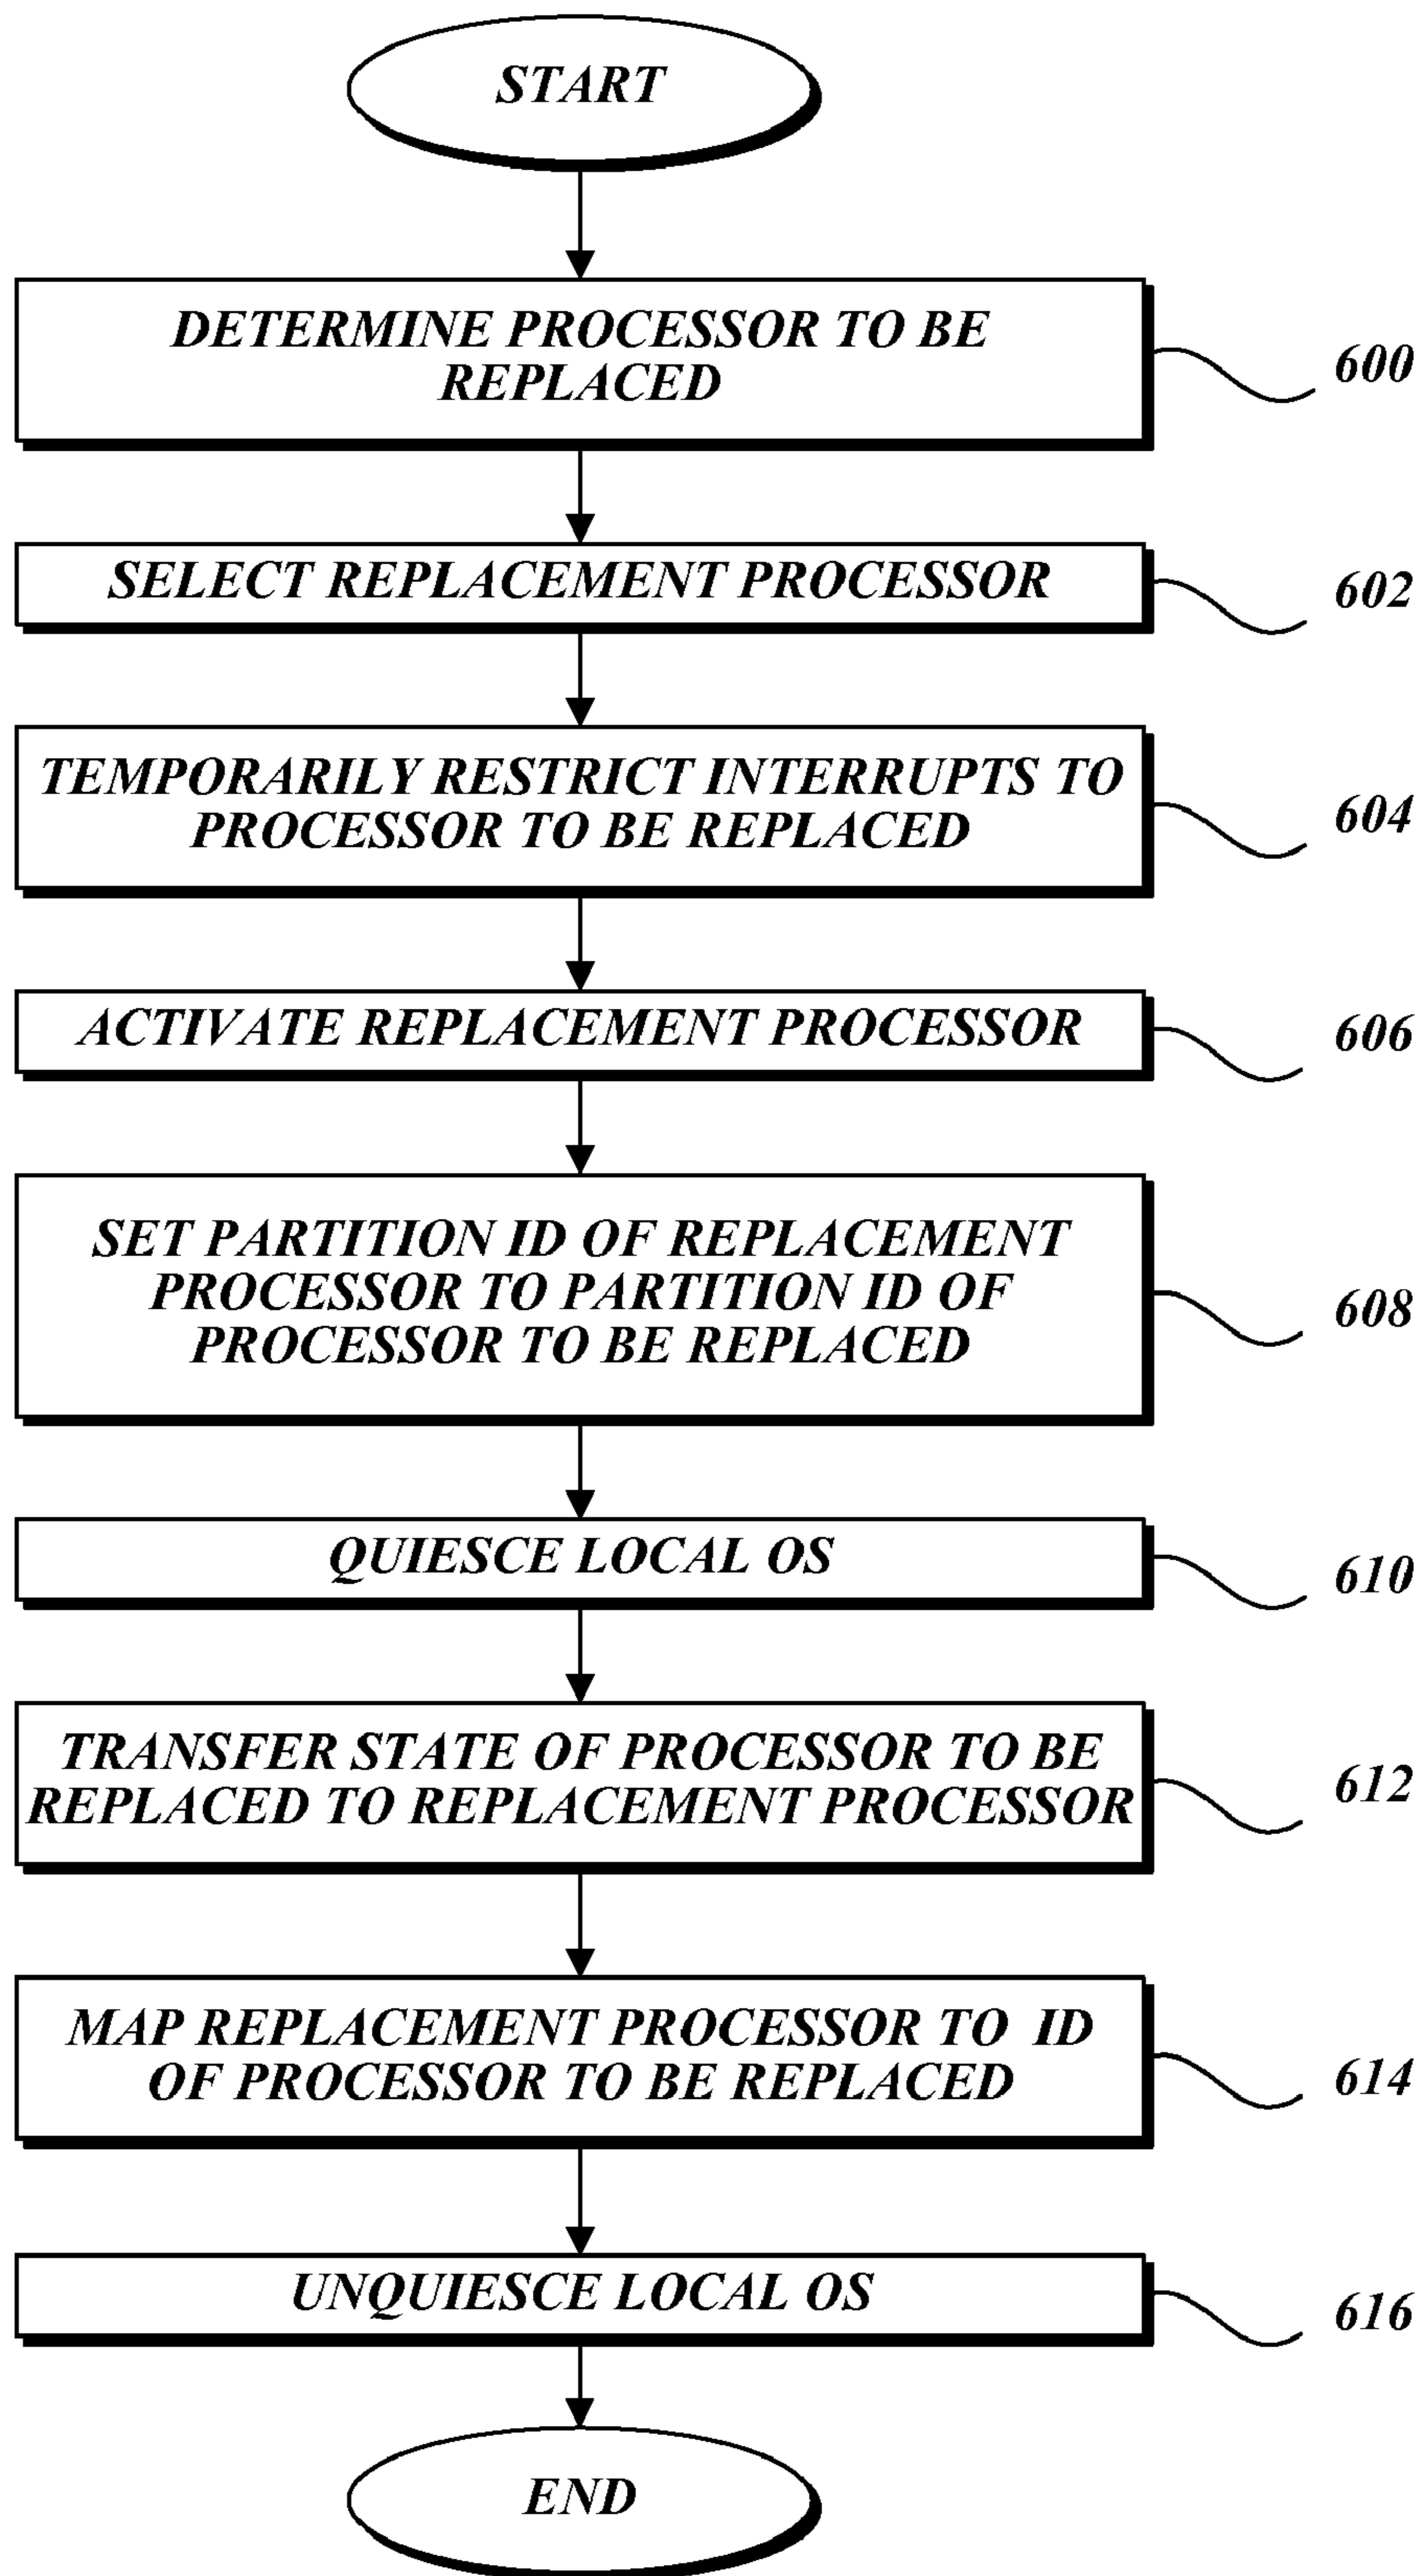 START
DETERMINE PROCESSOR TO BE
REPLACED
600
SELECT REPLACEMENT PROCESSOR
602
TEMPORARILY RESTRICT INTERRUPTS TO
PROCESSOR TO BE REPLACED
604
ACTIVATE REPLACEMENT PROCESSOR
606
SET PARTITION ID OF REPLACEMENT
PROCESSOR TO PARTITION ID OF
PROCESSOR TO BE REPLACED
608
QUIESCE LOCAL OS
610
TRANSFER STATE OF PROCESSOR TO BE
REPLACED TO REPLACEMENT PROCESSOR
612
MAP REPLACEMENT PROCESSOR TO ID
OF PROCESSOR TO BE REPLACED
614
UNQUIESCE LOCAL OS
616
END